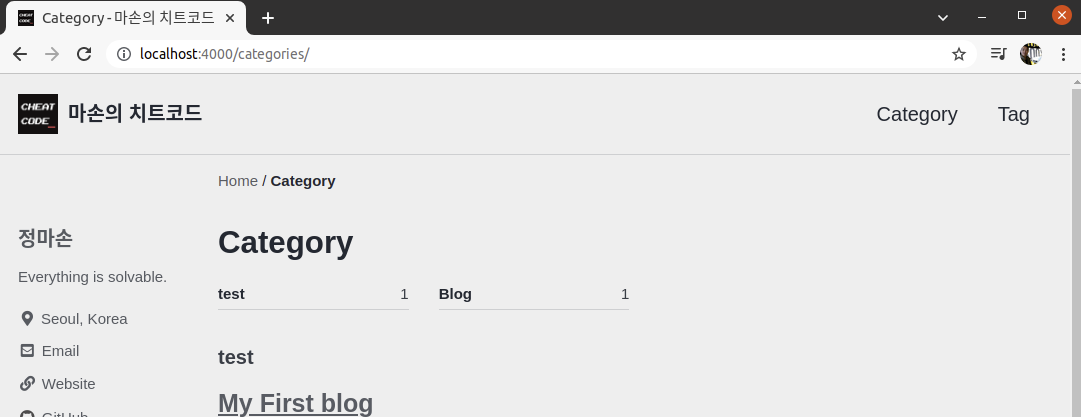 Category - 마손의 치트코드
localhost:4000/categories/
CHEAT
CODE_
마손의 치트코드
Category
Tag
Home / Category
정마손
Everything is solvable.
Seoul, Korea
Email
Website
GitHub
Category
test 1
Blog 1
test
My First blog